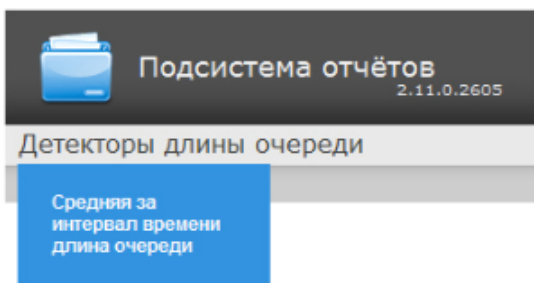 Подсистема отчётов
2.11.0.2605
Детекторы длины очереди
Средняя за
интервал времени
длина очереди